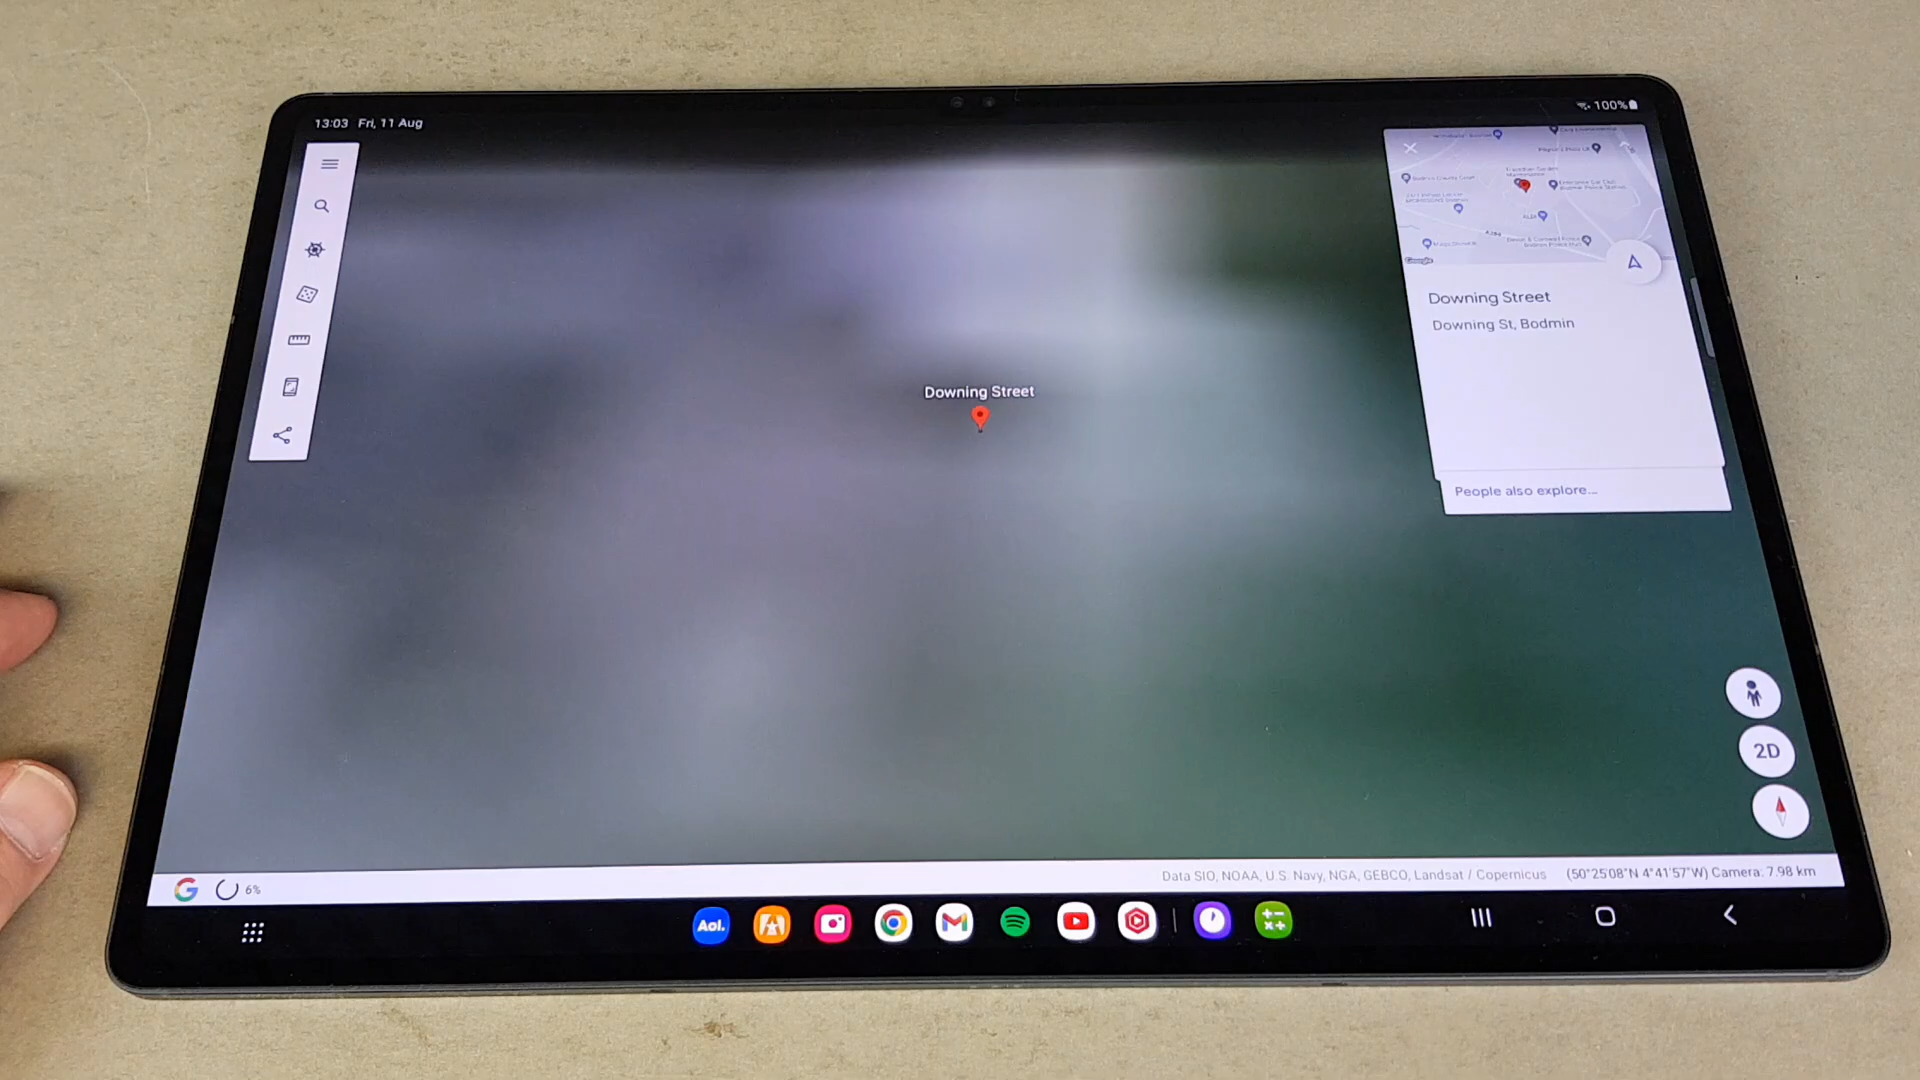 13:03 Fri, 11 Aug
100%
Google
Downing Street
Downing St, Bodmin
People also explore...
Downing Street
2D
6%
Data SIO, NOAA, U.S. Navy, NGA, GEBCO, Landsat / Copernicus (50°25'08"N 4°41'57"W) Camera: 7.98 km
Aol.